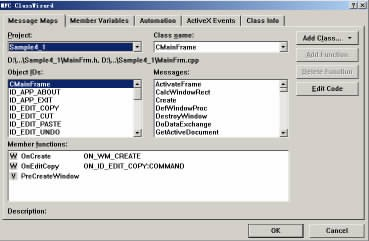 MFC ClassWizard
Message Maps Member Variables Automation ActiveX Events Class Info
Project: Class name:
Sample4_1 CMainFrame
Add Class...
D:\...\Sample4_1\MainFrm.h, D:\...\Sample4_1\MainFrm.cpp
Add Function
Object IDs: Messages:
Delete Function
CMainFrame ActivateFrame
ID_APP_ABOUT CalcWindowRect
Edit Code
ID_APP_EXIT Create
ID_EDIT_COPY DefWindowProc
ID_EDIT_CUT DestroyWindow
ID_EDIT_PASTE DoDataExchange
ID_EDIT_UNDO GetActiveDocument
Member functions:
W OnCreate ON_WM_CREATE
W OnEditCopy ON_ID_EDIT_COPY:COMMAND
V PreCreateWindow
Description:
OK Cancel